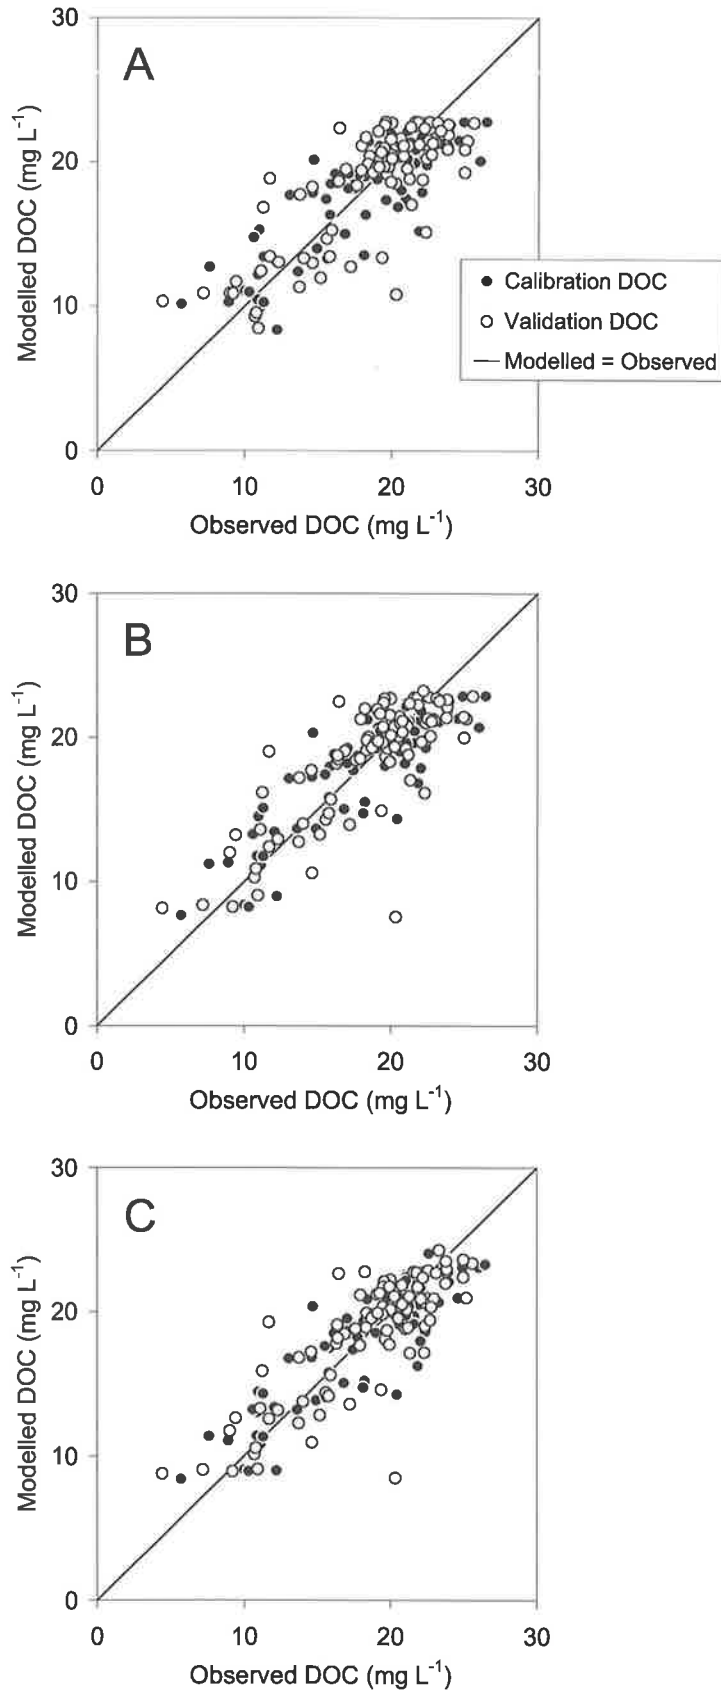 30
A
20
10
0
0 10 20 30
Modelled DOC (mg L⁻¹)
Observed DOC (mg L⁻¹)
Calibration DOC
Validation DOC
Modelled = Observed
30
B
20
10
0
0 10 20 30
Modelled DOC (mg L⁻¹)
Observed DOC (mg L⁻¹)
30
C
20
10
0
0 10 20 30
Modelled DOC (mg L⁻¹)
Observed DOC (mg L⁻¹)